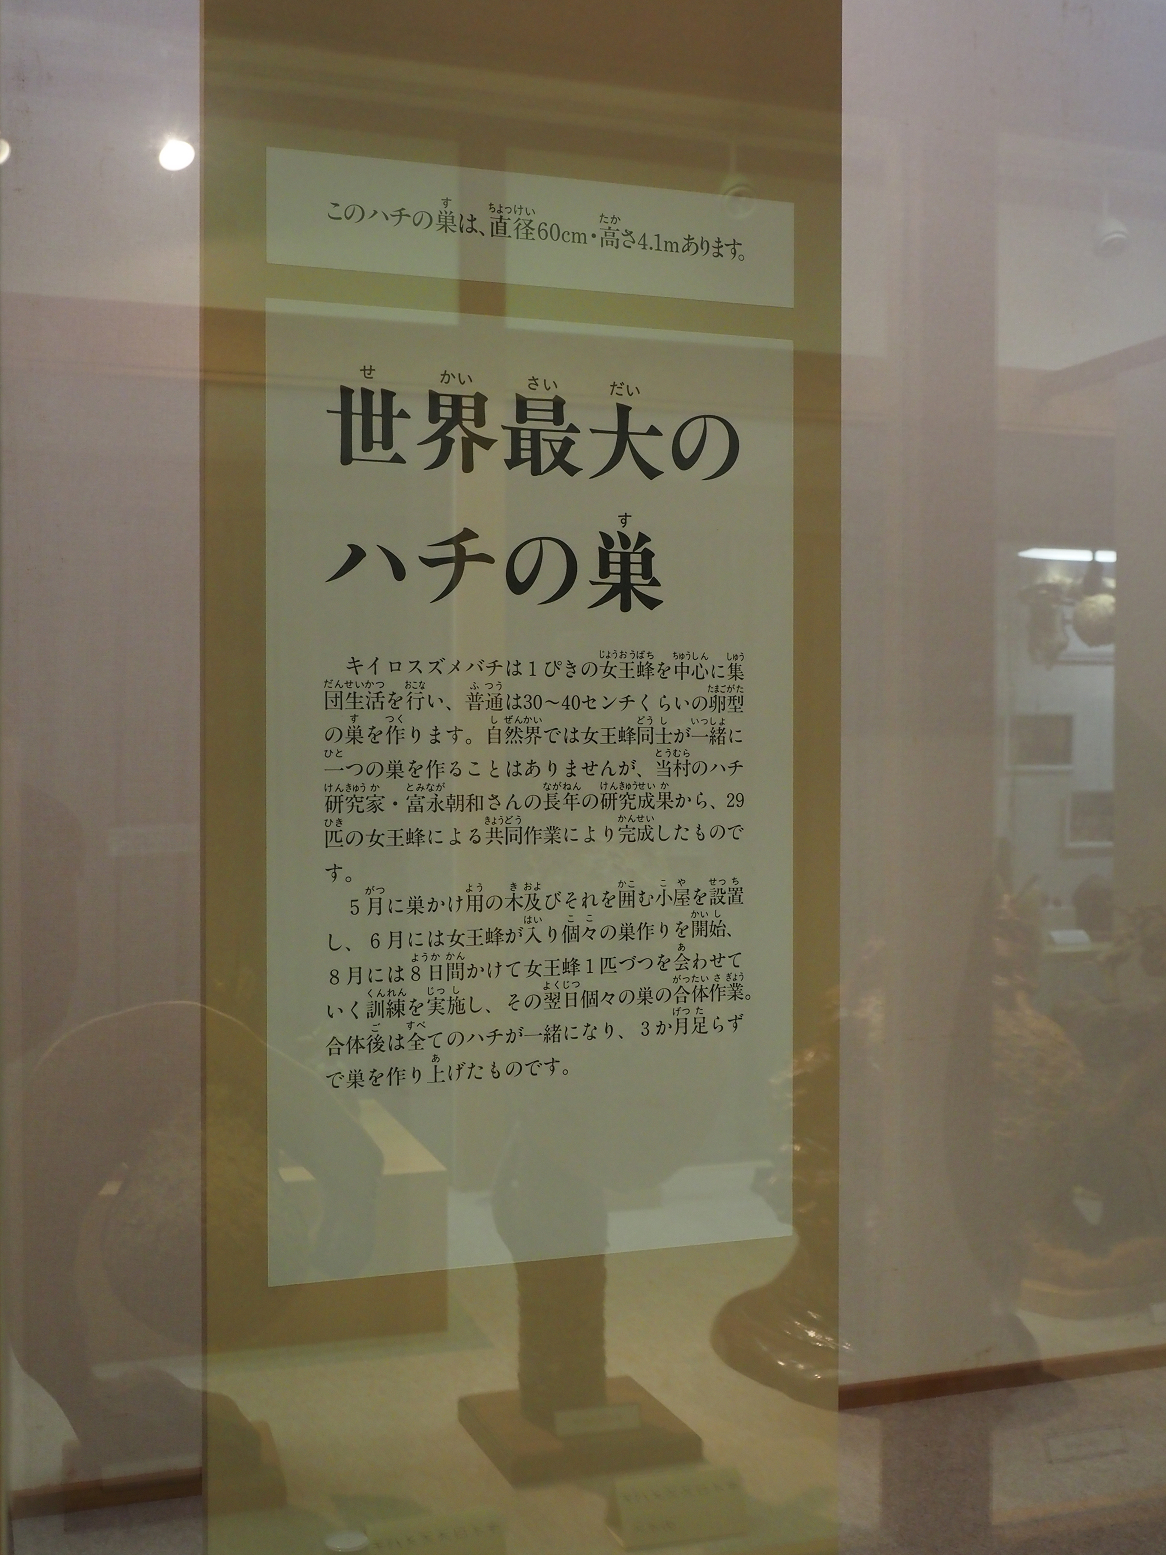 このハチの巣は、直径60cm・高さ4.1mあります。
世界最大の
ハチの巣
キイロスズメバチは1ぴきの女王蜂を中心に集
団生活を行い、普通は30～40センチくらいの卵型
の巣を作ります。自然界では女王蜂同士が一緒に
一つの巣を作ることはありませんが、当村のハチ
研究家・富永朝和さんの長年の研究成果から、29
匹の女王蜂による共同作業により完成したもので
す。
5月に巣かけ用の木及びそれを囲む小屋を設置
し、6月には女王蜂が入り個々の巣作りを開始、
8月には8日間かけて女王蜂1匹づつを会わせて
いく訓練を実施し、その翌日個々の巣の合体作業。
合体後は全てのハチが一緒になり、3か月足らず
で巣を作り上げたものです。